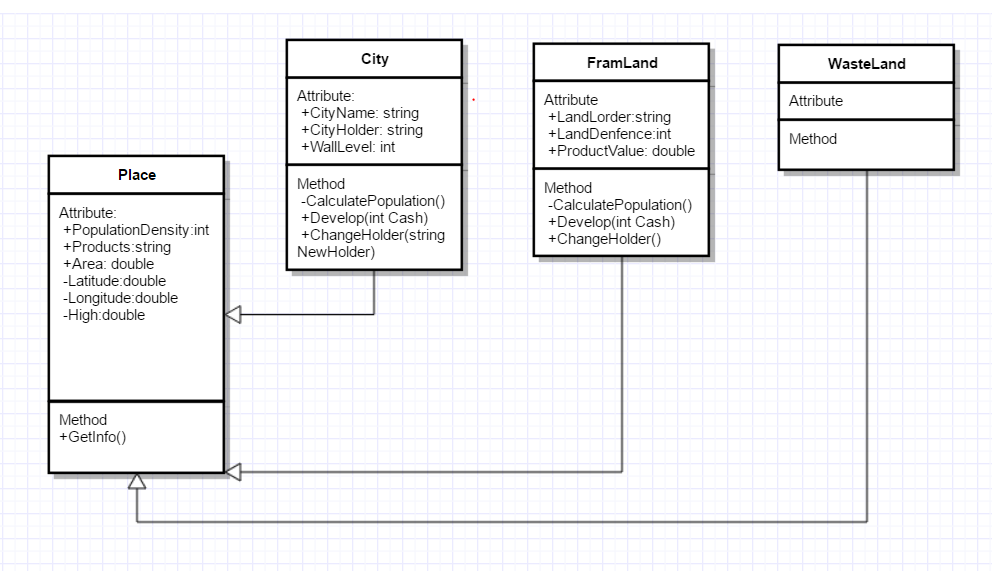 Place
Attribute:
+PopulationDensity:int
+Products:string
+Area: double
-Latitude:double
-Longitude:double
-High:double
Method
+GetInfo()
City
Attribute:
+CityName: string
+CityHolder: string
+WallLevel: int
Method
-CalculatePopulation()
+Develop(int Cash)
+ChangeHolder(string
NewHolder)
FramLand
Attribute
+LandLorder:string
+LandDenfence:int
+ProductValue: double
Method
-CalculatePopulation()
+Develop(int Cash)
+ChangeHolder()
WasteLand
Attribute
Method